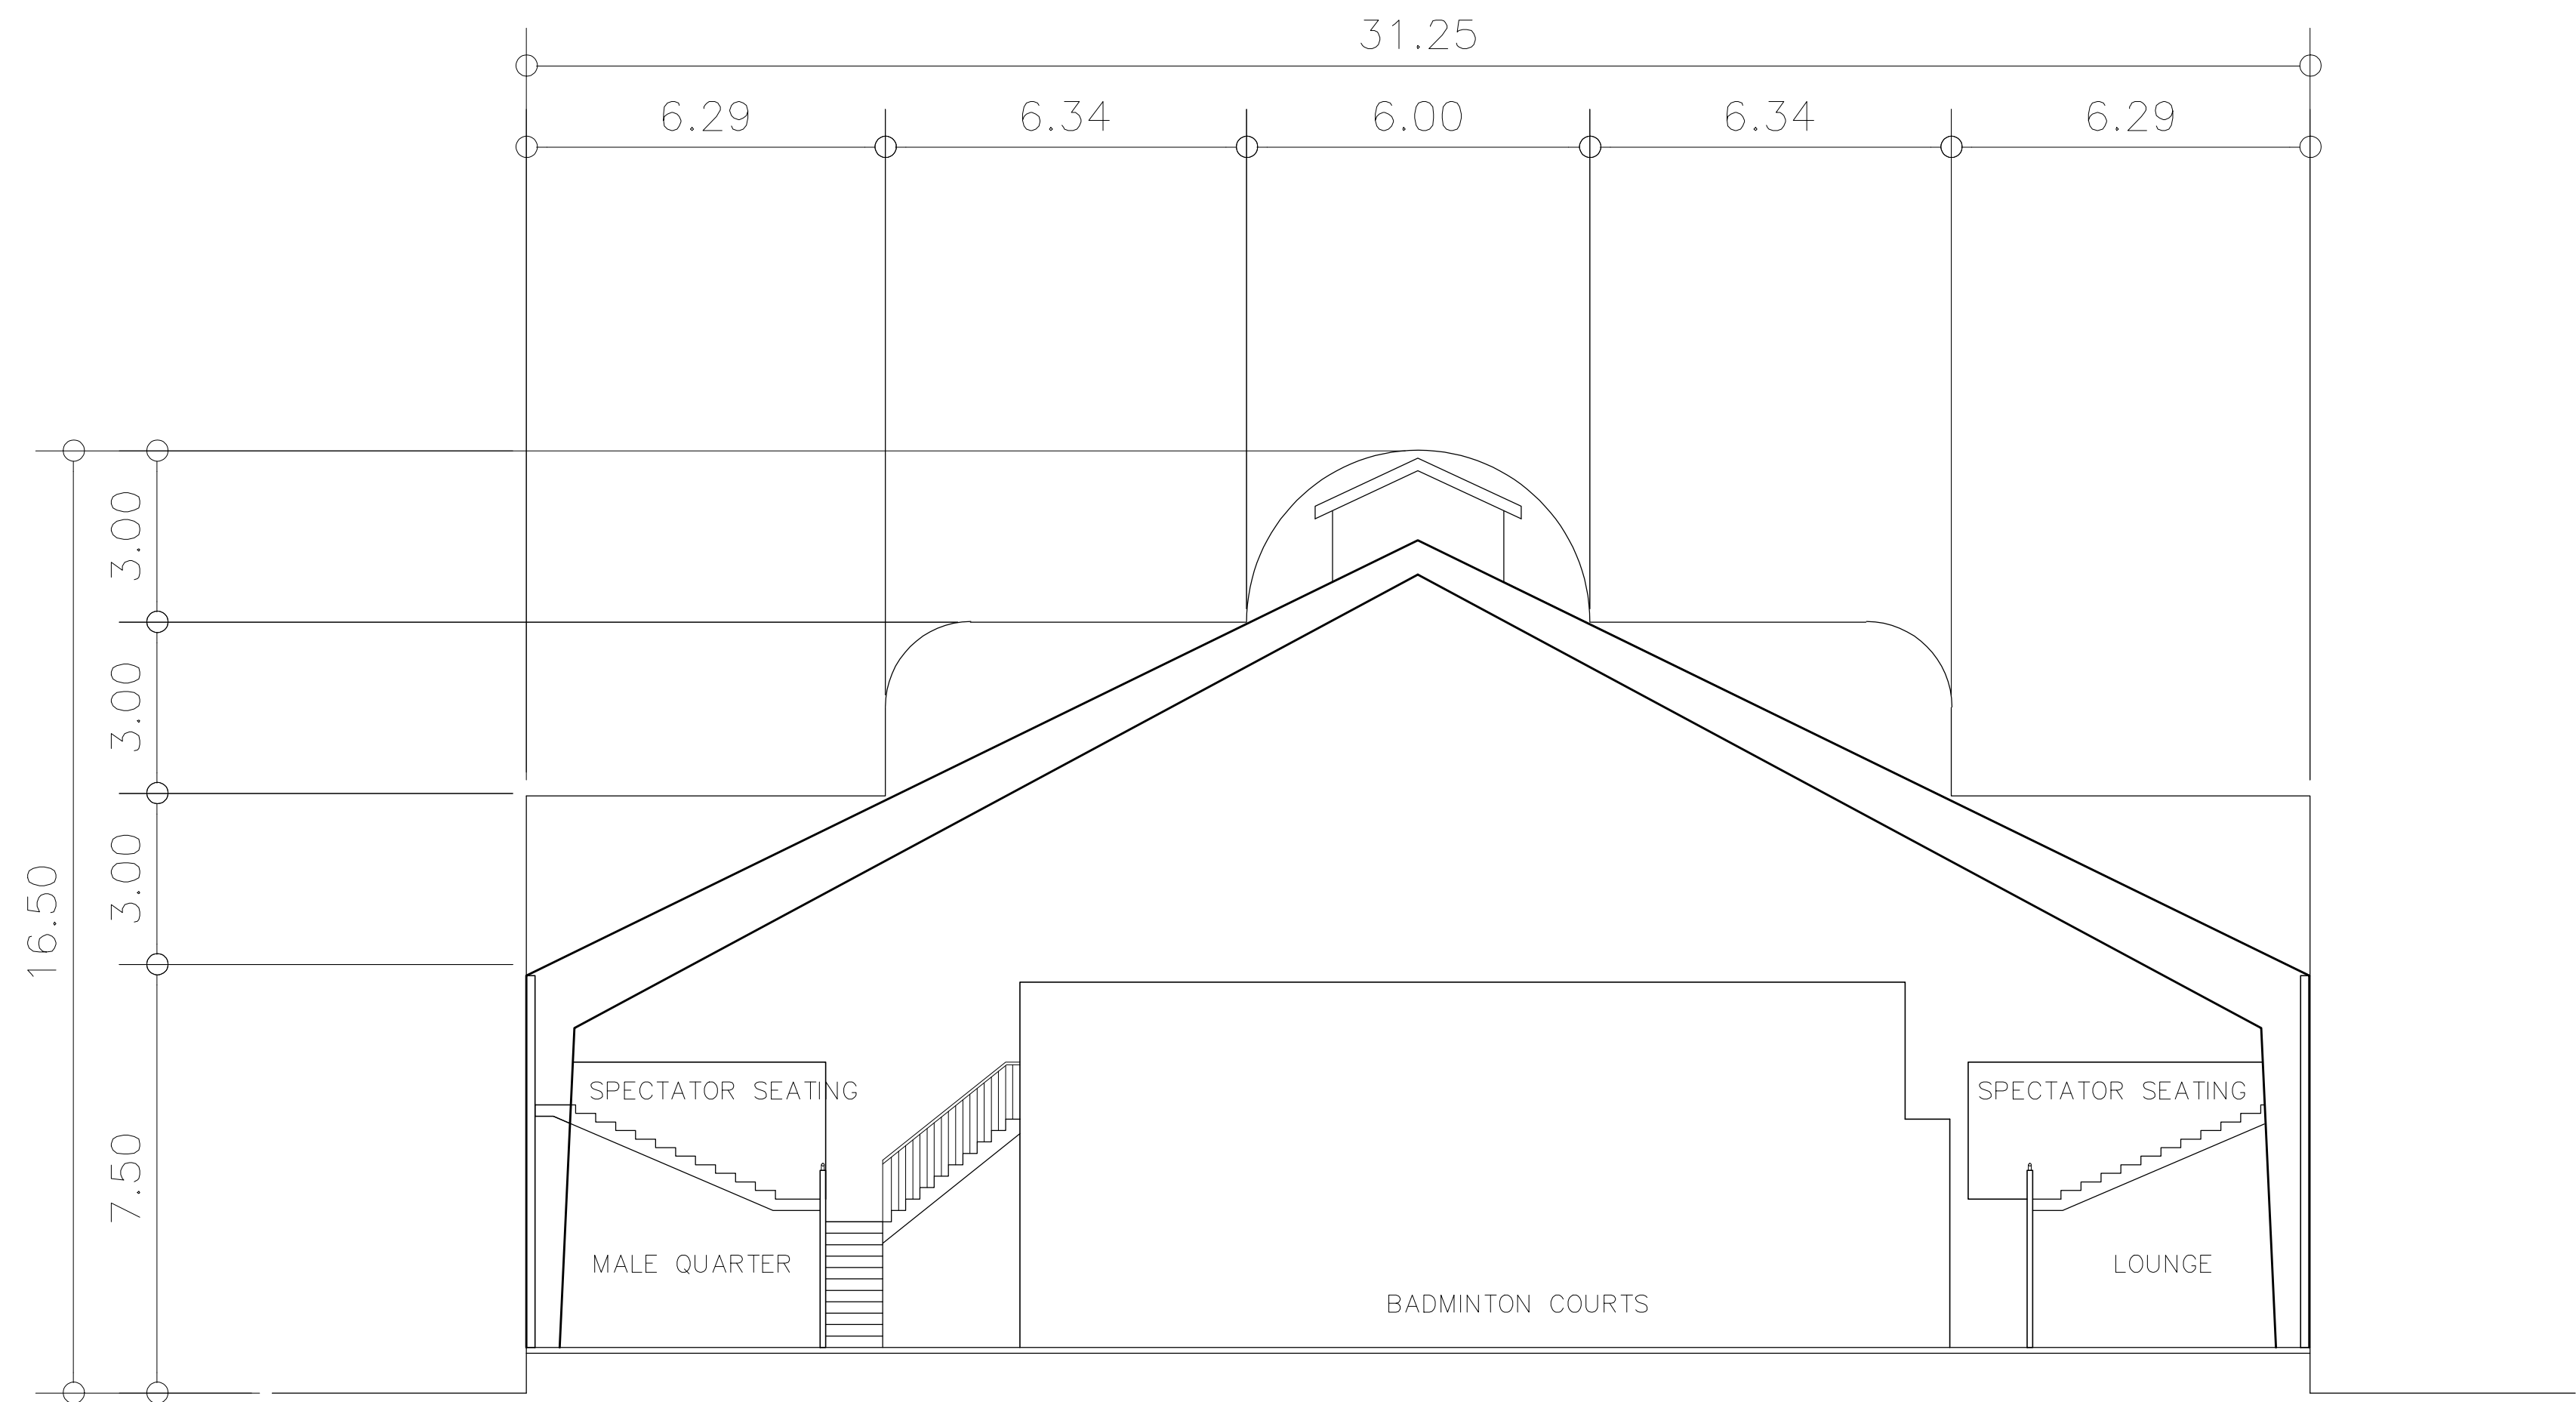 31.25
6.29 6.34 6.00 6.34 6.29
3.00
3.00
3.00
16.50
7.50
SPECTATOR SEATING SPECTATOR SEATING
MALE QUARTER LOUNGE
BADMINTON COURTS